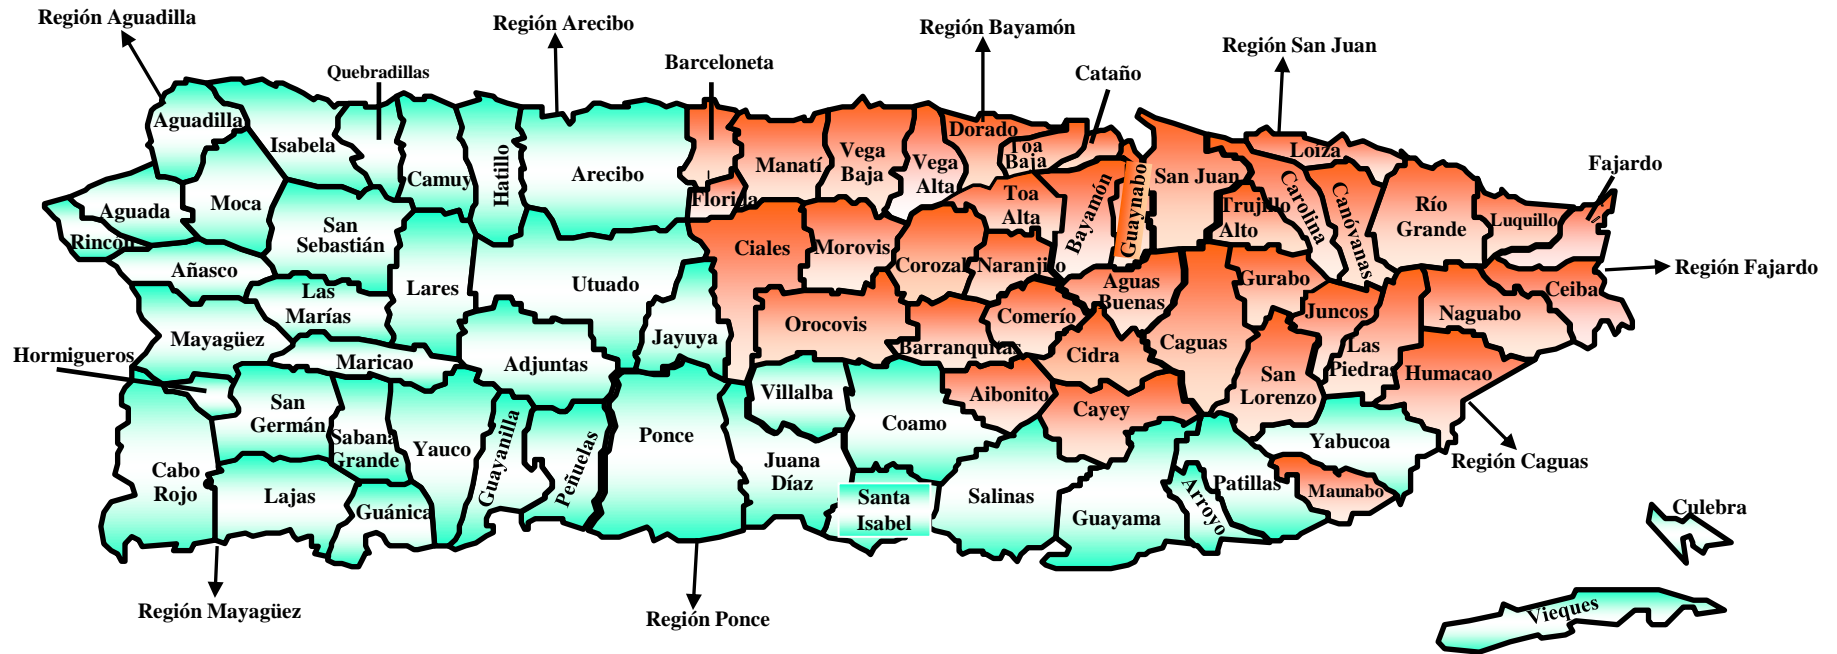 Región Aguadilla
Región Arecibo
Región Bayamón
Región San Juan
Quebradillas
Barceloneta
Cataño
Aguadilla
Isabela
Dorado
Toa
Baja
Loíza
Fajardo
Moca
Camuy
Hatillo
Arecibo
Manatí
Vega
Baja
Vega
Alta
San Juan
Florida
Toa
Alta
Bayamón
Guaynabo
Trujillo
Alto
Carolina
Canóvanas
Río
Grande
Luquillo
Aguada
Rincón
San
Sebastián
Ciales
Morovis
Corozal
Naranjito
Añasco
Las
Marías
Lares
Utuado
Aguas
Buenas
Gurabo
Región Fajardo
Ceiba
Mayagüez
Jayuya
Orocovis
Comerío
Juncos
Naguabo
Hormigueros
Maricao
Adjuntas
Barranquitas
Cidra
Caguas
Las
Piedras
Humacao
San
Germán
Villalba
Aibonito
Cayey
San
Lorenzo
Sabana
Grande
Yauco
Guayanilla
Peñuelas
Ponce
Coamo
Yabucoa
Región Caguas
Cabo
Rojo
Lajas
Guánica
Juana
Díaz
Santa
Isabel
Salinas
Guayama
Arroyo
Patillas
Maunabo
Culebra
Región Mayagüez
Región Ponce
Vieques